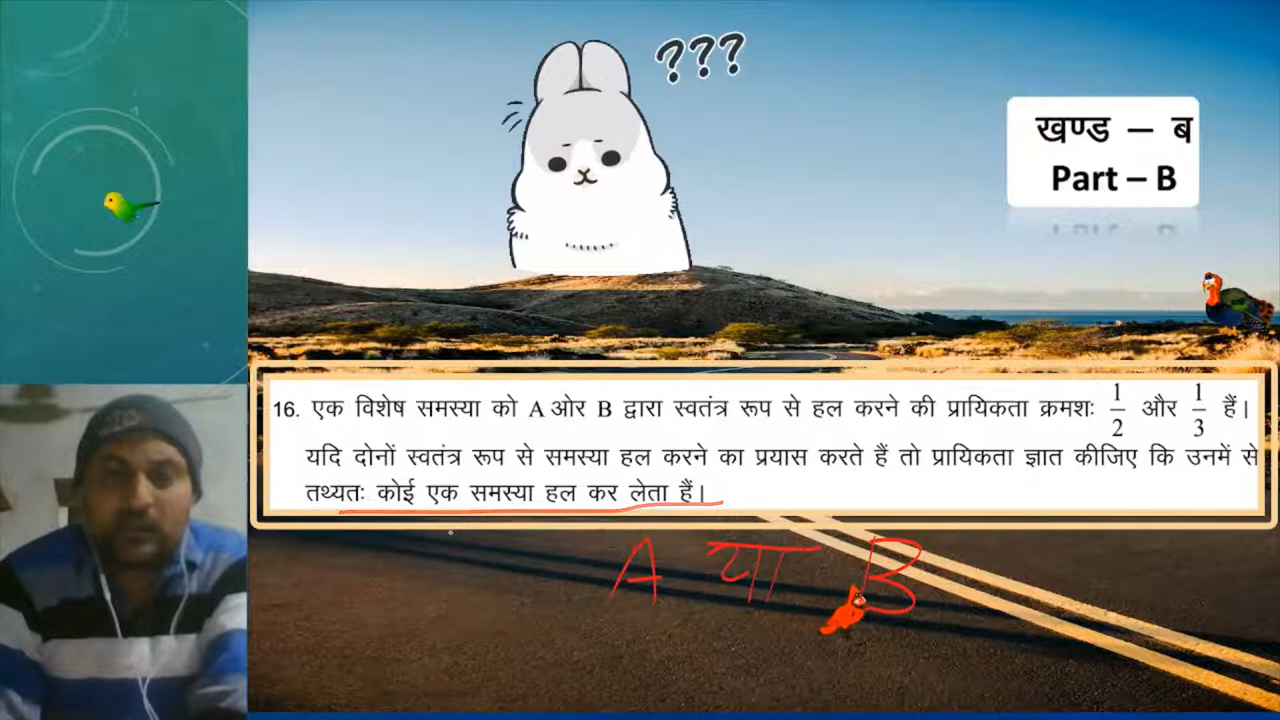 ???
खण्ड – ब
Part – B
16. एक विशेष समस्या को A ओर B द्वारा स्वतंत्र रूप से हल करने की प्रायिकता क्रमशः 1/2 और 1/3 हैं।
यदि दोनों स्वतंत्र रूप से समस्या हल करने का प्रयास करते हैं तो प्रायिकता ज्ञात कीजिए कि उनमें से
तथ्यतः कोई एक समस्या हल कर लेता हैं।
A या B